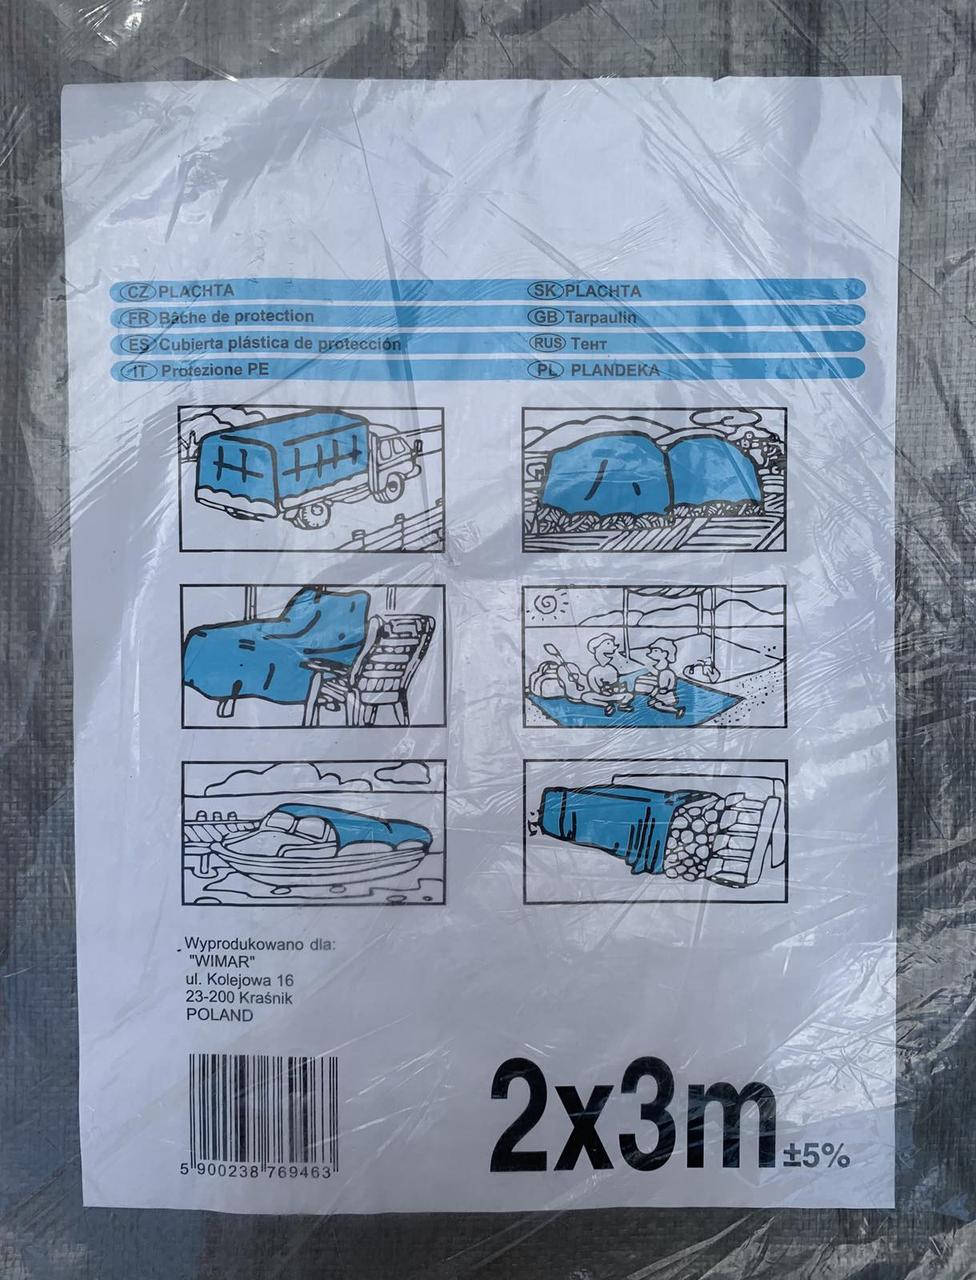 CZ PLACHTA
FR Bâche de protection
ES Cubierta plástica de protección
IT Protezione PE
SK PLACHTA
GB Tarpaulin
RUS Тент
PL PLANDEKA
Wyprodukowano dla:
"WIMAR"
ul. Kolejowa 16
23-200 Kraśnik
POLAND
5 900238 769463
2x3m ±5%